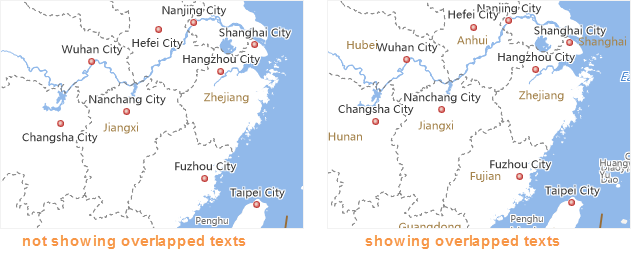 Nanjing City
Hefei City
Shanghai City
Wuhan City
Hangzhou City
Zhejiang
Nanchang City
Jiangxi
Changsha City
Fuzhou City
Taipei City
Penghu
not showing overlapped texts
Nanjing City
Hefei City
Anhui
Shanghai City
Shanghai
Hubei
Wuhan City
Hangzhou City
Zhejiang
Changsha City
Nanchang City
Jiangxi
Hunan
Fuzhou City
Fujian
Taipei City
Dao
Penghu
Guangdong
showing overlapped texts